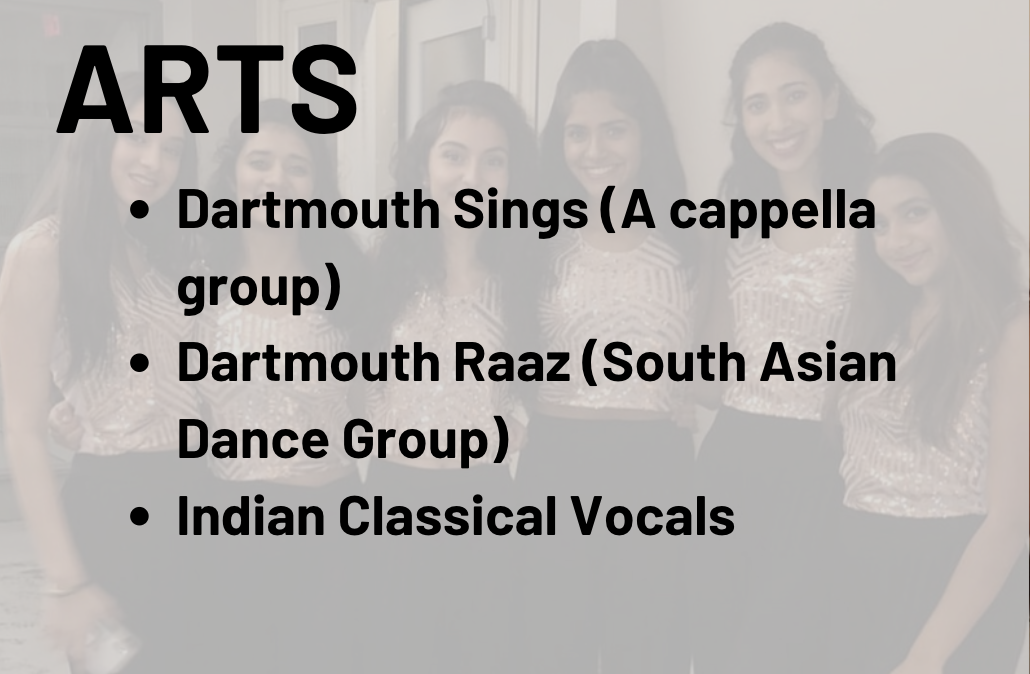 ARTS
• Dartmouth Sings (A cappella
group)
• Dartmouth Raaz (South Asian
Dance Group)
• Indian Classical Vocals